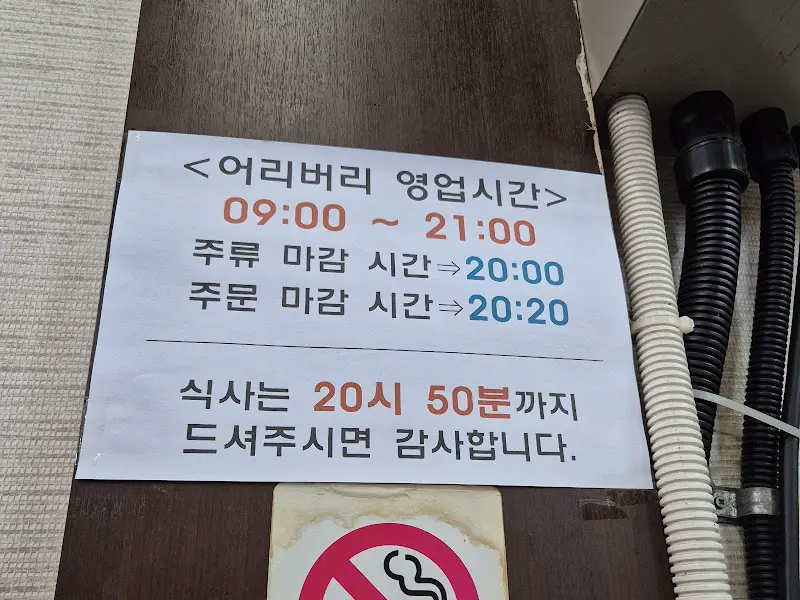 <어리버리 영업시간>
09:00 ~ 21:00
주류 마감 시간⇒20:00
주문 마감 시간⇒20:20
식사는 20시 50분까지
드셔주시면 감사합니다.